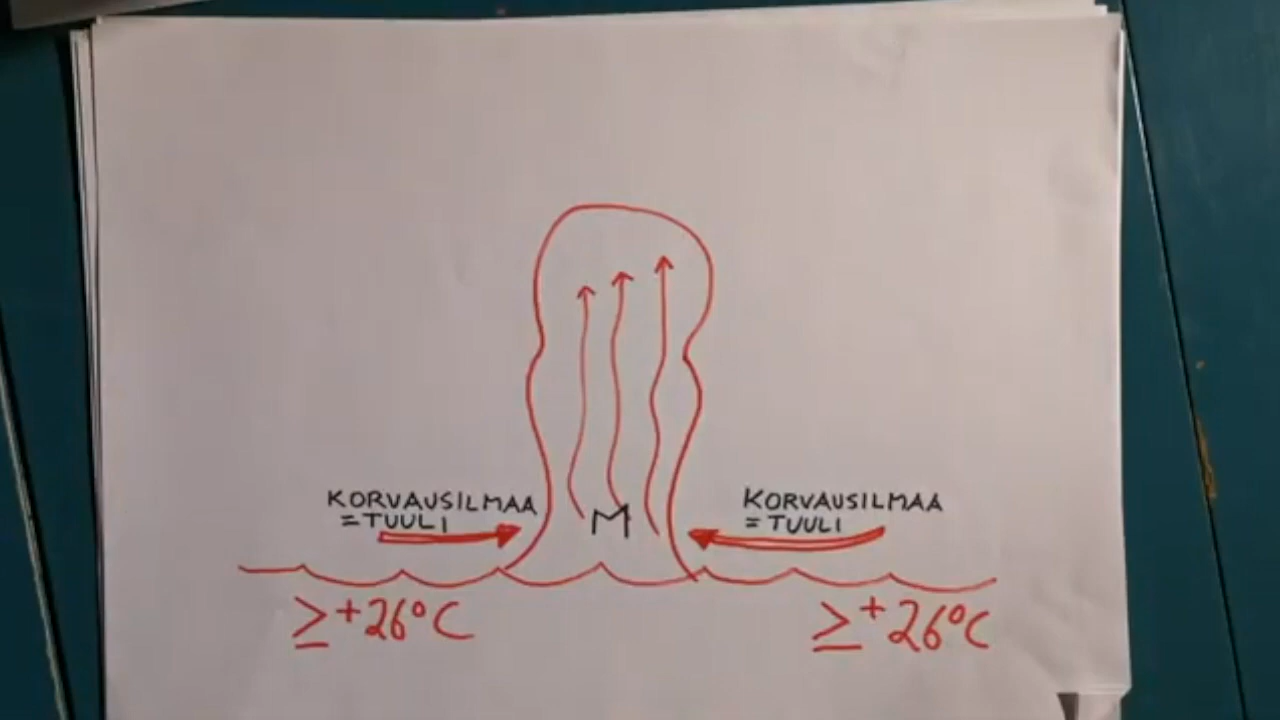 KORVAUSILMAA
= TUULI
M
KORVAUSILMAA
= TUULI
≥ +26°C
≥ +26°C